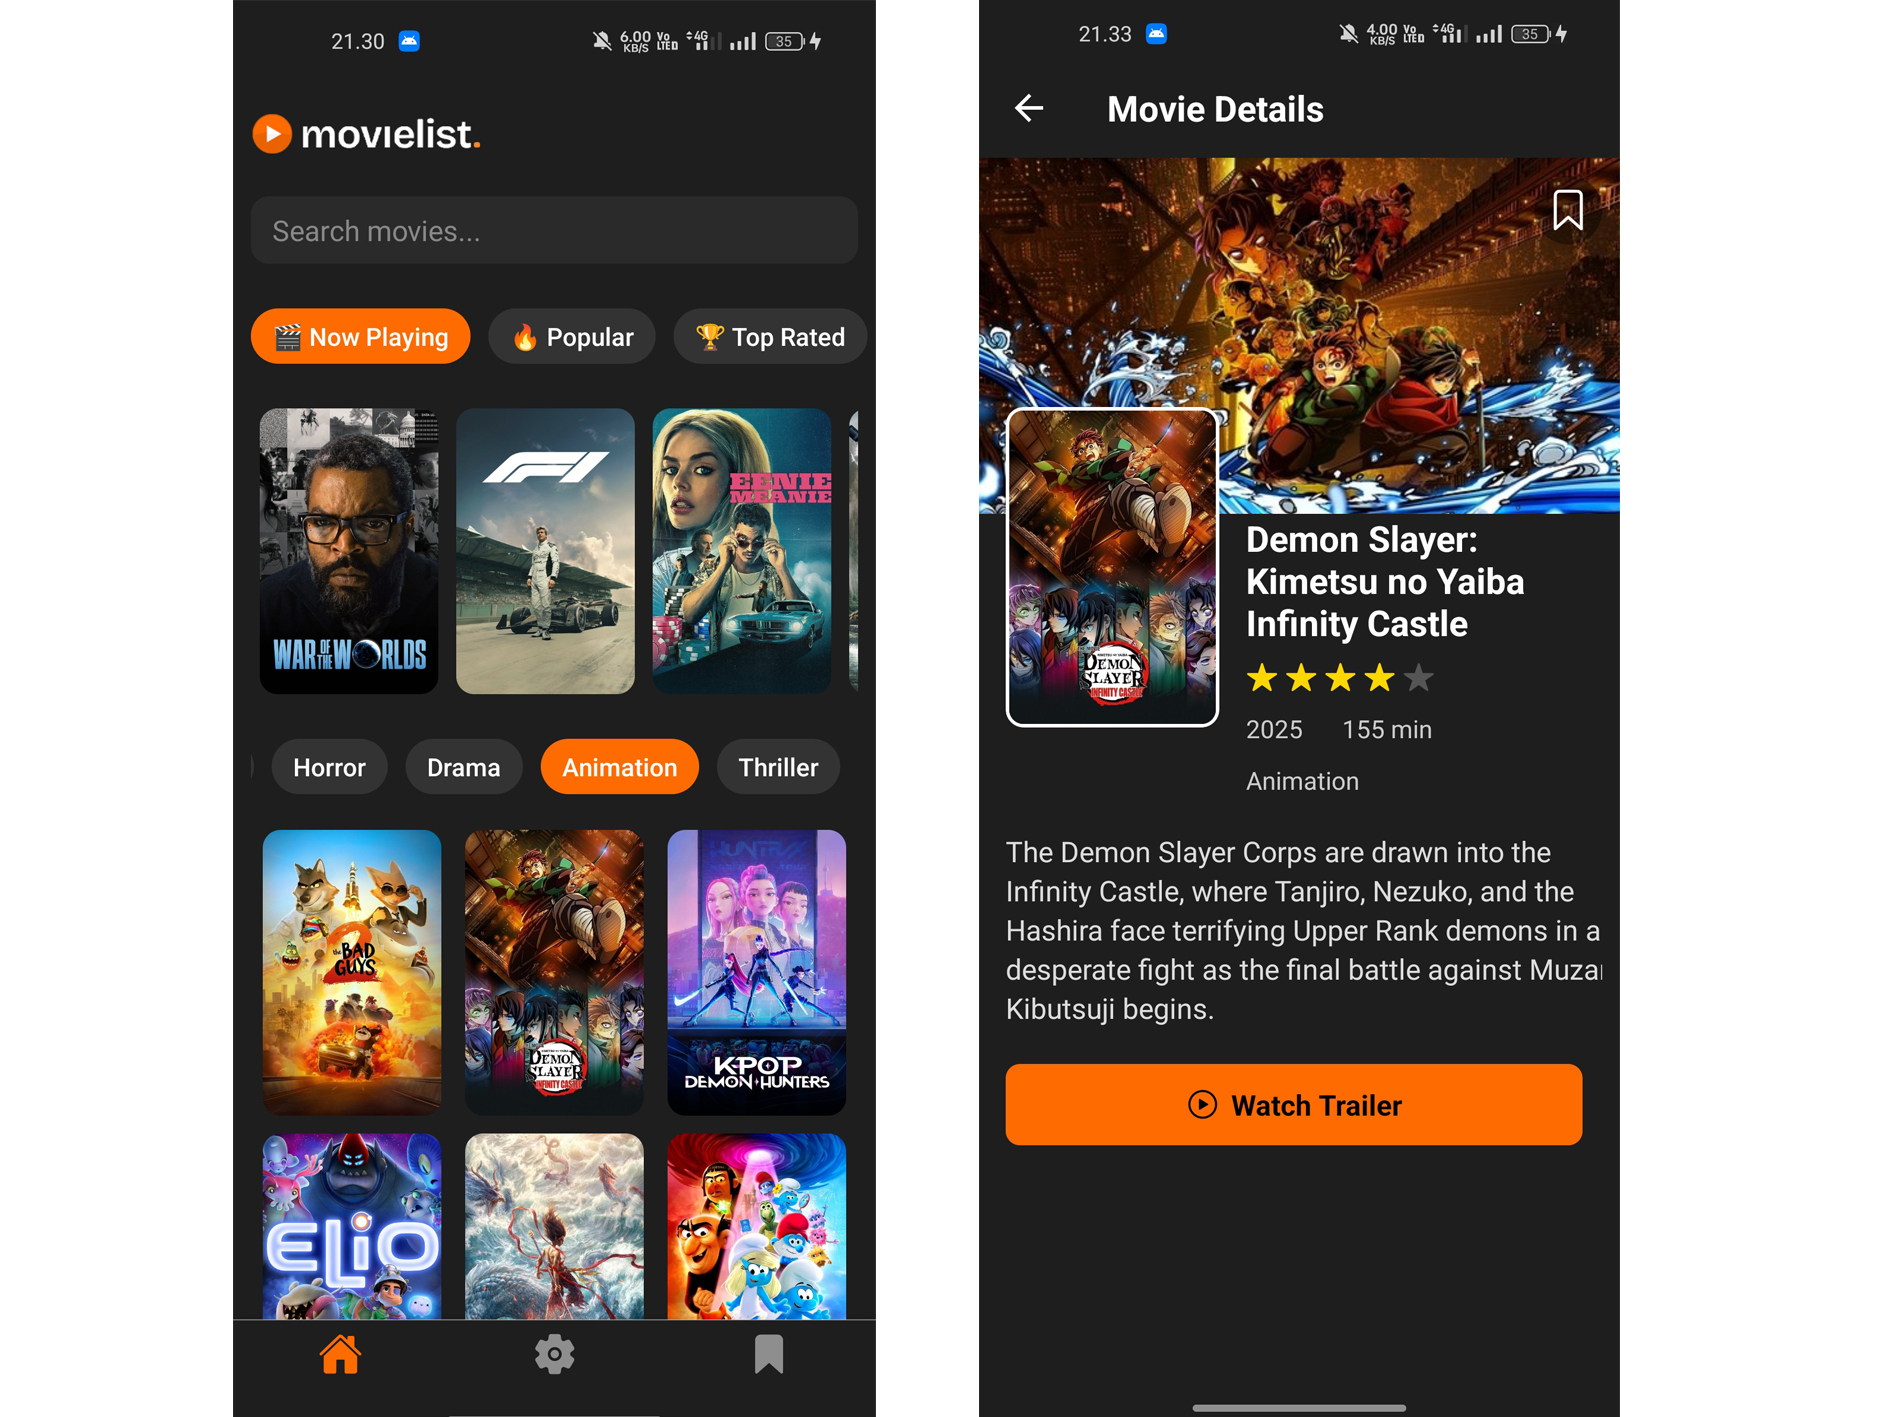 21.30
6.00 KB/S Vo LTED 4G 35
movielist.
Search movies...
Now Playing
Popular
Top Rated
WAR OF THE WORLDS
F1
EENIE MEANIE
Horror
Drama
Animation
Thriller
the BAD GUYS 2
DEMON SLAYER INFINITY CASTLE
HUNTR/X
KPOP DEMON HUNTERS
ELIO
21.33
4.00 KB/S Vo LTED 4G 35
Movie Details
DEMON SLAYER INFINITY CASTLE
Demon Slayer:
Kimetsu no Yaiba
Infinity Castle
2025 155 min
Animation
The Demon Slayer Corps are drawn into the
Infinity Castle, where Tanjiro, Nezuko, and the
Hashira face terrifying Upper Rank demons in a
desperate fight as the final battle against Muza
Kibutsuji begins.
Watch Trailer